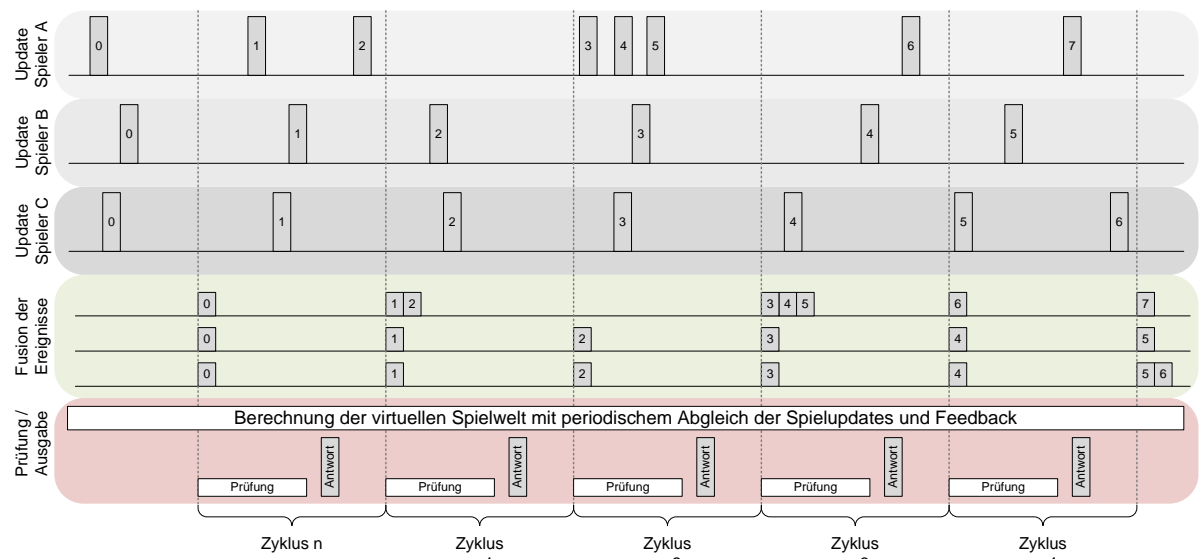 Update
Spieler A
0
1
2
3
4
5
6
7
Update
Spieler B
0
1
2
3
4
5
Update
Spieler C
0
1
2
3
4
5
6
Fusion der
Ereignisse
0
1 2
3 4 5
6
7
0
1
2
3
4
5
0
1
2
3
4
5 6
Prüfung /
Ausgabe
Berechnung der virtuellen Spielwelt mit periodischem Abgleich der Spielupdates und Feedback
Prüfung
Antwort
Prüfung
Antwort
Prüfung
Antwort
Prüfung
Antwort
Prüfung
Antwort
Zyklus n
Zyklus
Zyklus
Zyklus
Zyklus